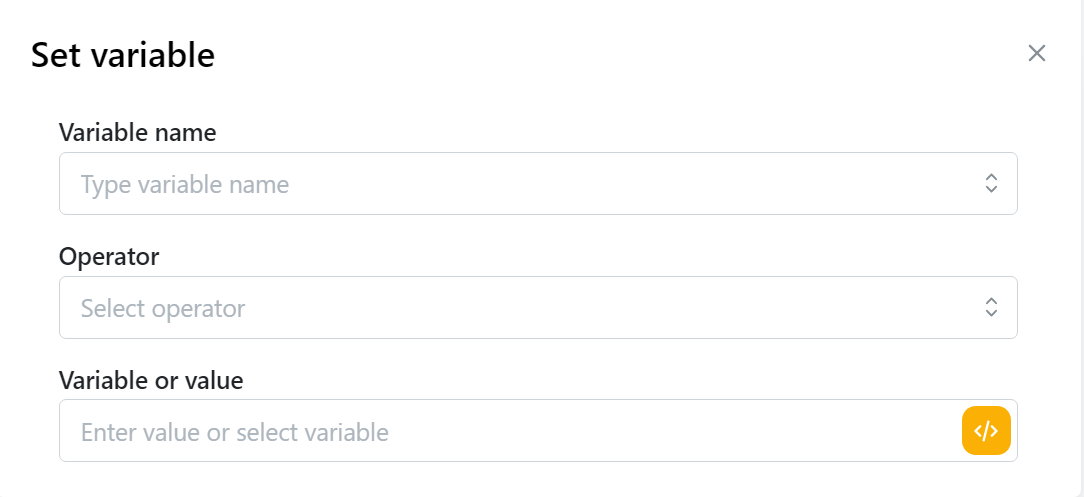 Set variable
Variable name
Type variable name
Operator
Select operator
Variable or value
Enter value or select variable